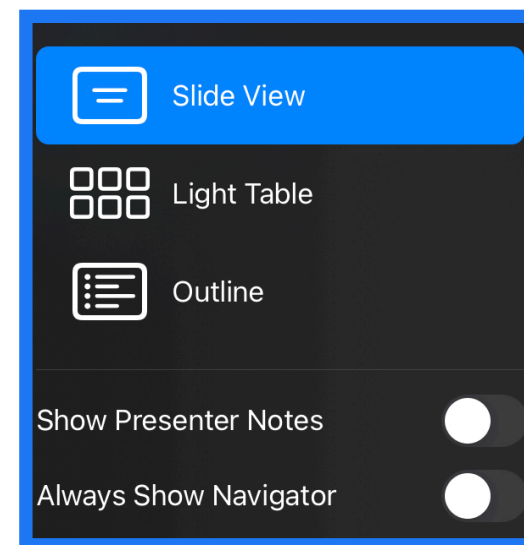 Slide View
Light Table
Outline
Show Presenter Notes
Always Show Navigator